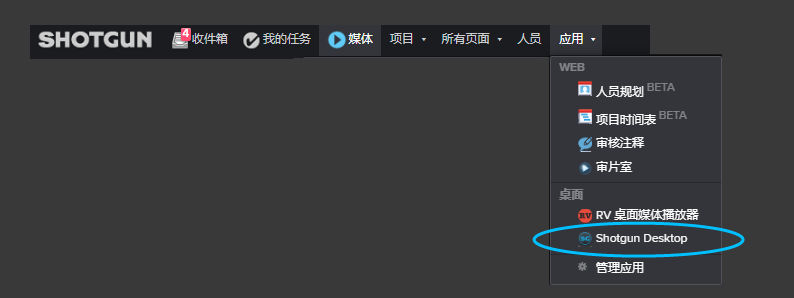 SHOTGUN 4 收件箱 我的任务 媒体 项目 所有页面 人员 应用
WEB
人员规划 BETA
项目时间表 BETA
审核注释
审片室
桌面
RV RV 桌面媒体播放器
SG Shotgun Desktop
管理应用